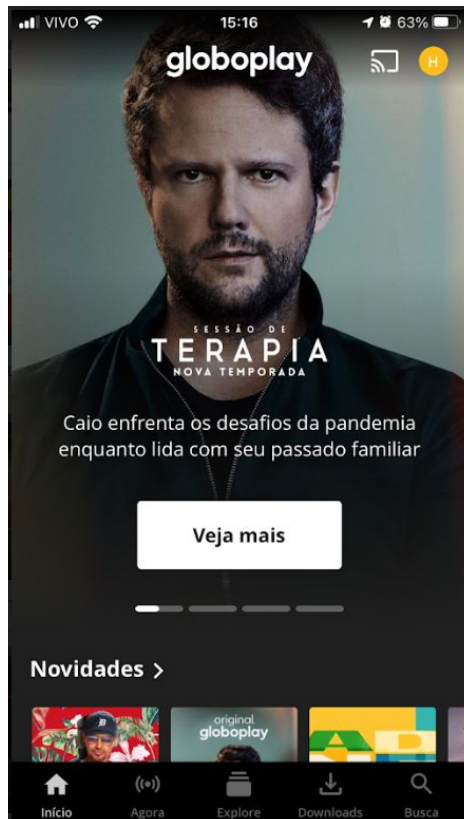 VIVO 15:16 63%
globoplay
H
SESSÃO DE
TERAPIA
NOVA TEMPORADA
Caio enfrenta os desafios da pandemia
enquanto lida com seu passado familiar
Veja mais
Novidades >
original
globoplay
Início Agora Explore Downloads Busca